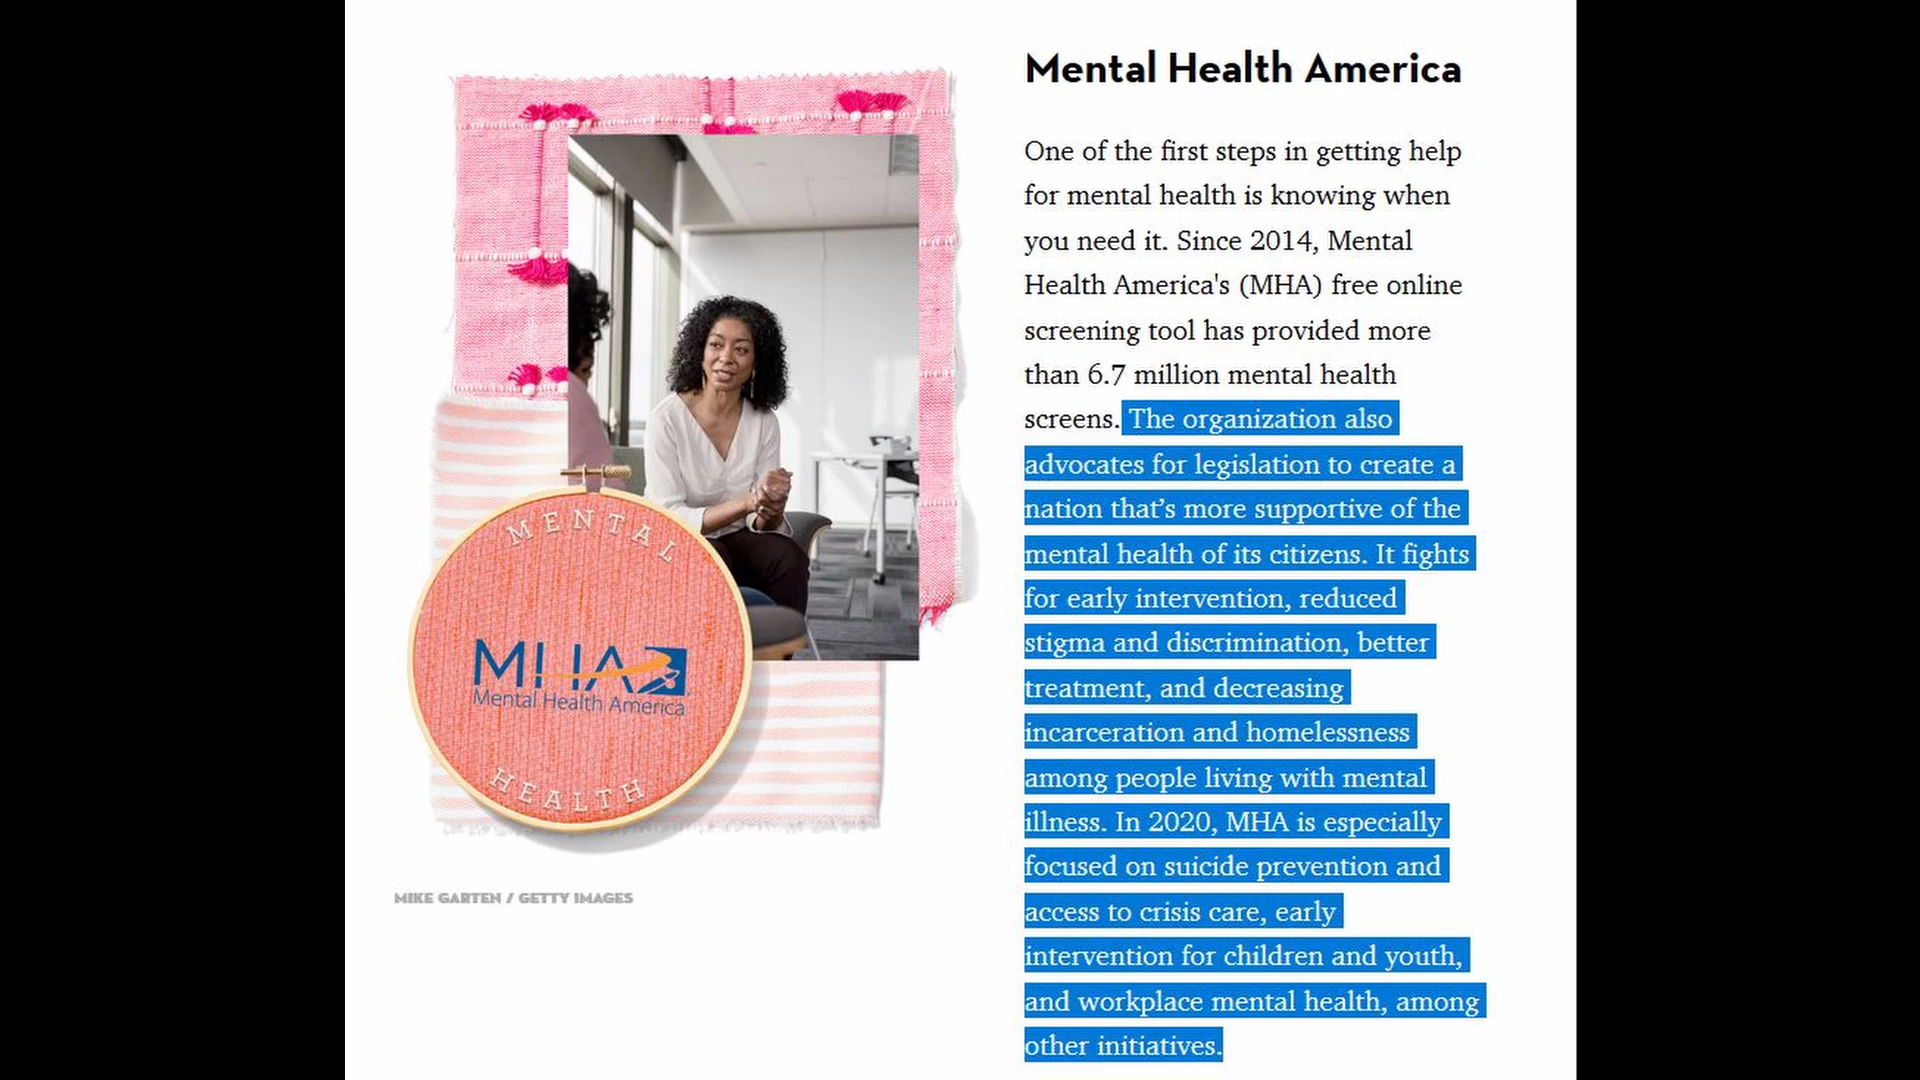 Mental Health America
One of the first steps in getting help
for mental health is knowing when
you need it. Since 2014, Mental
Health America's (MHA) free online
screening tool has provided more
than 6.7 million mental health
screens. The organization also
advocates for legislation to create a
nation that’s more supportive of the
mental health of its citizens. It fights
for early intervention, reduced
stigma and discrimination, better
treatment, and decreasing
incarceration and homelessness
among people living with mental
illness. In 2020, MHA is especially
focused on suicide prevention and
access to crisis care, early
intervention for children and youth,
and workplace mental health, among
other initiatives.
MENTAL
MHA
Mental Health America
HEALTH
MIKE GARTEN / GETTY IMAGES